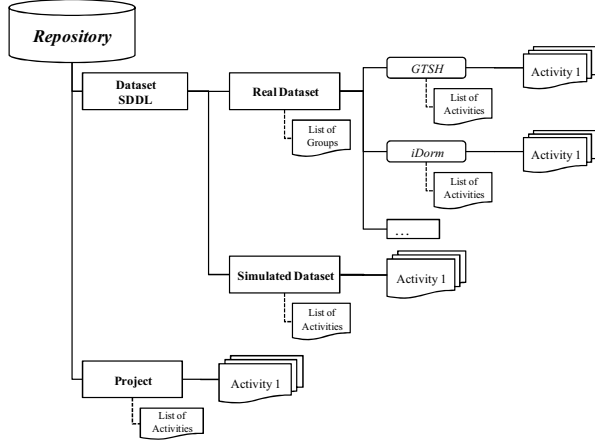 Repository
Dataset
SDDL
Real Dataset
List of
Groups
GTSH
Activity 1
List of
Activities
iDorm
Activity 1
List of
Activities
...
Simulated Dataset
Activity 1
List of
Activities
Project
Activity 1
List of
Activities